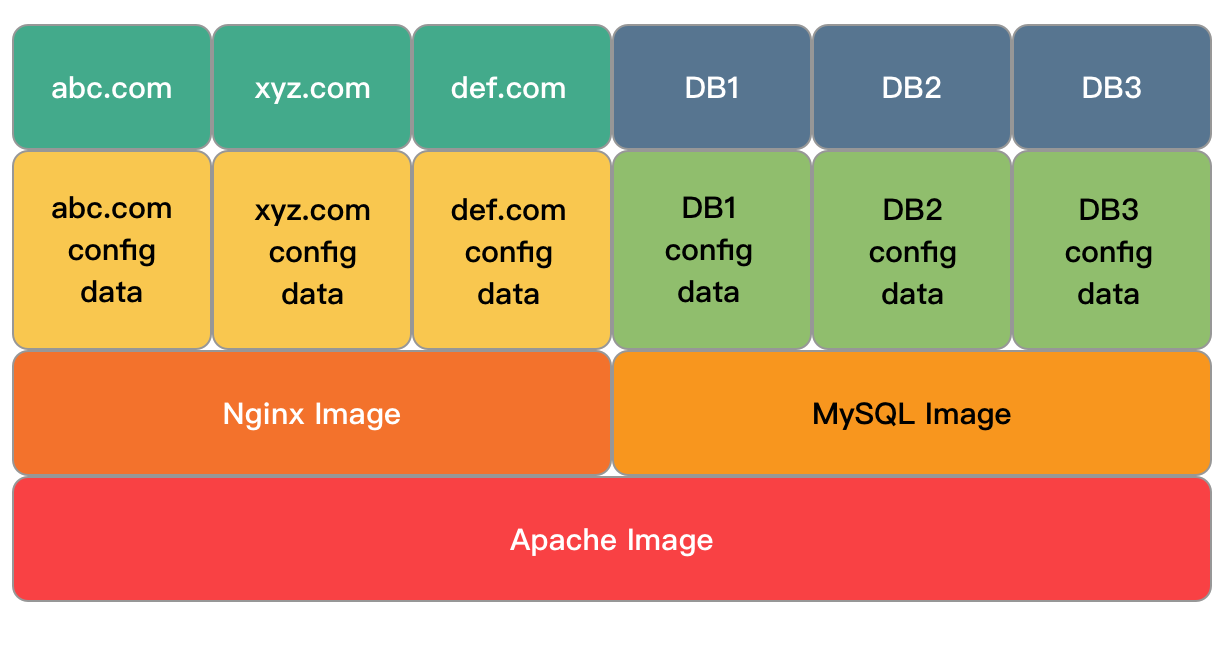 abc.com
xyz.com
def.com
DB1
DB2
DB3
abc.com
config
data
xyz.com
config
data
def.com
config
data
DB1
config
data
DB2
config
data
DB3
config
data
Nginx Image
MySQL Image
Apache Image